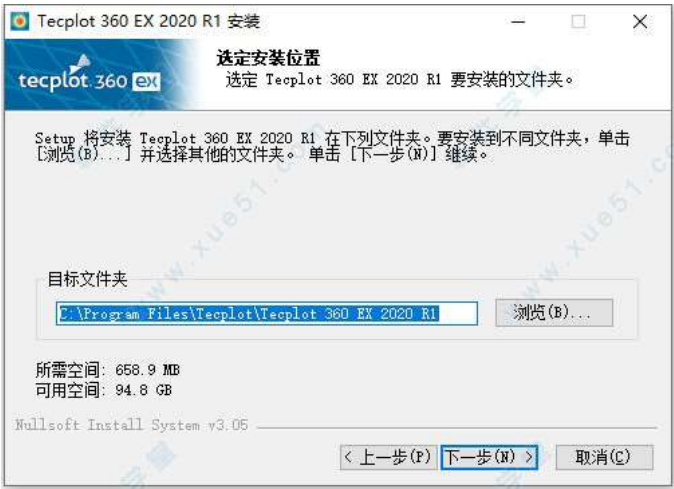 Tecplot 360 EX 2020 R1 安装
tecplot. 360 EX
选定安装位置
选定 Tecplot 360 EX 2020 R1 要安装的文件夹。
Setup 将安装 Tecplot 360 EX 2020 R1 在下列文件夹。要安装到不同文件夹，单击
[浏览(B)...] 并选择其他的文件夹。 单击 [下一步(N)] 继续。
目标文件夹
C:\Program Files\Tecplot\Tecplot 360 EX 2020 R1
浏览(B)...
所需空间: 658.9 MB
可用空间: 94.8 GB
Nullsoft Install System v3.05
< 上一步(P)
下一步(N) >
取消(C)
www.xue51.com